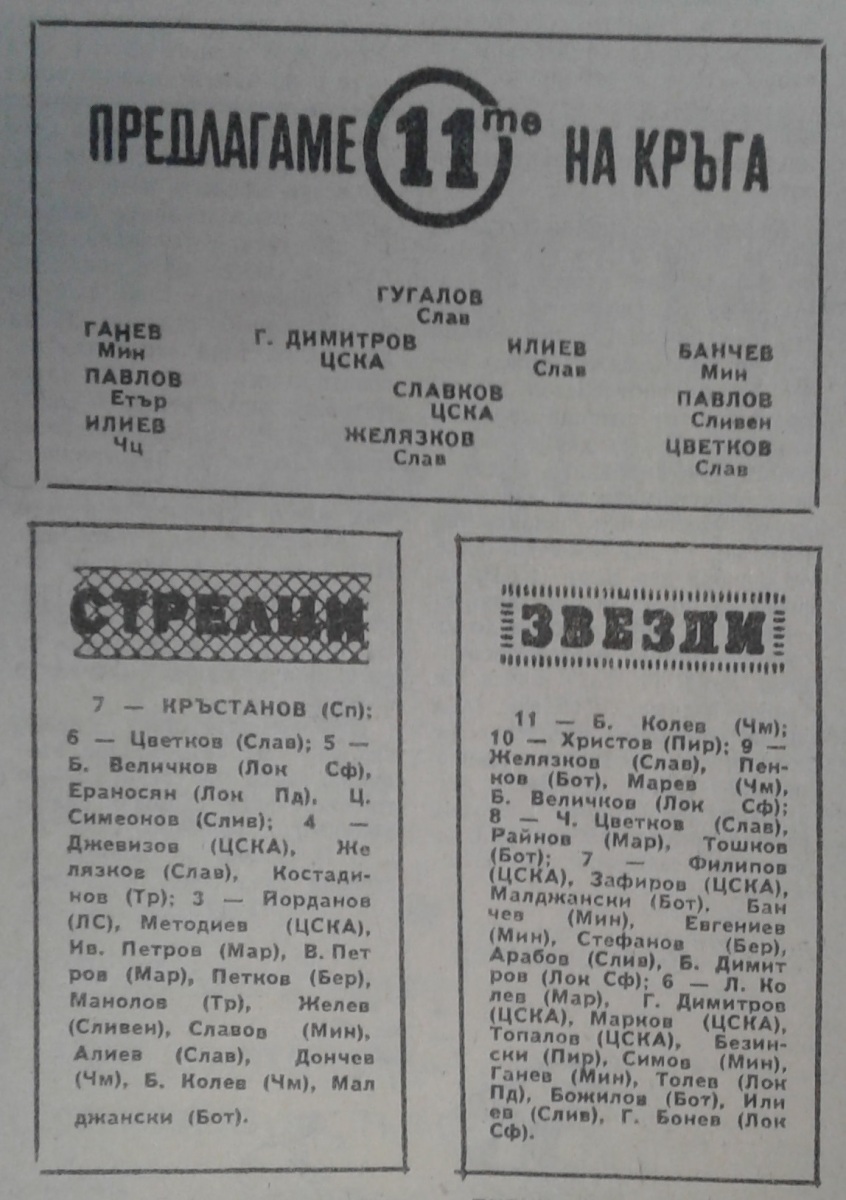 ПРЕДЛАГАМЕ 11те НА КРЪГА
ГУГАЛОВ
Слав
ГАНЕВ
Мин
Г. ДИМИТРОВ
ЦСКА
ИЛИЕВ
Слав
БАНЧЕВ
Мин
ПАВЛОВ
Етър
СЛАВКОВ
ЦСКА
ПАВЛОВ
Сливен
ИЛИЕВ
Чц
ЖЕЛЯЗКОВ
Слав
ЦВЕТКОВ
Слав
СТРЕЛЦИ
7 — КРЪСТАНОВ (Сп);
6 — Цветков (Слав); 5 —
Б. Величков (Лок Сф),
Ераносян (Лок Пд), Ц.
Симеонов (Слив); 4 —
Джевизов (ЦСКА), Же
лязков (Слав), Костади-
нов (Тр); 3 — Йорданов
(ЛС), Методиев (ЦСКА),
Ив. Петров (Мар), В. Пет
ров (Мар), Петков (Бер),
Манолов (Тр), Желев
(Сливен), Славов (Мин),
Алиев (Слав), Дончев
(Чм), Б. Колев (Чм), Мал
джански (Бот).
ЗВЕЗДИ
11 — Б. Колев (Чм);
10 — Христов (Пир); 9 —
Желязков (Слав), Пен-
ков (Бот), Марев (Чм),
Б. Величков (Лок Сф);
8 — Ч. Цветков (Слав),
Райнов (Мар), Тошков
(Бот); 7 — Филипов
(ЦСКА), Зафиров (ЦСКА),
Малджански (Бот). Бан
чев (Мин), Евгениев
(Мин), Стефанов (Бер),
Арабов (Слив), Б. Димит
ров (Лок Сф); 6 — Л. Ко
лев (Мар), Г. Димитров
(ЦСКА), Марков (ЦСКА),
Топалов (ЦСКА), Безин-
ски (Пир), Симов (Мин),
Ганев (Мин), Толев (Лок
Пд), Божилов (Бот), Или
ев (Слив), Г. Бонев (Лок
Сф).